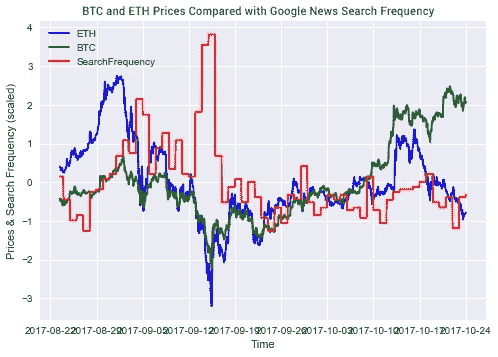 BTC and ETH Prices Compared with Google News Search Frequency
ETH
BTC
SearchFrequency
Prices & Search Frequency (scaled)
4
3
2
1
0
−1
−2
−3
2017-08-22 2017-08-29 2017-09-05 2017-09-12 2017-09-19 2017-09-26 2017-10-03 2017-10-10 2017-10-17 2017-10-24
Time